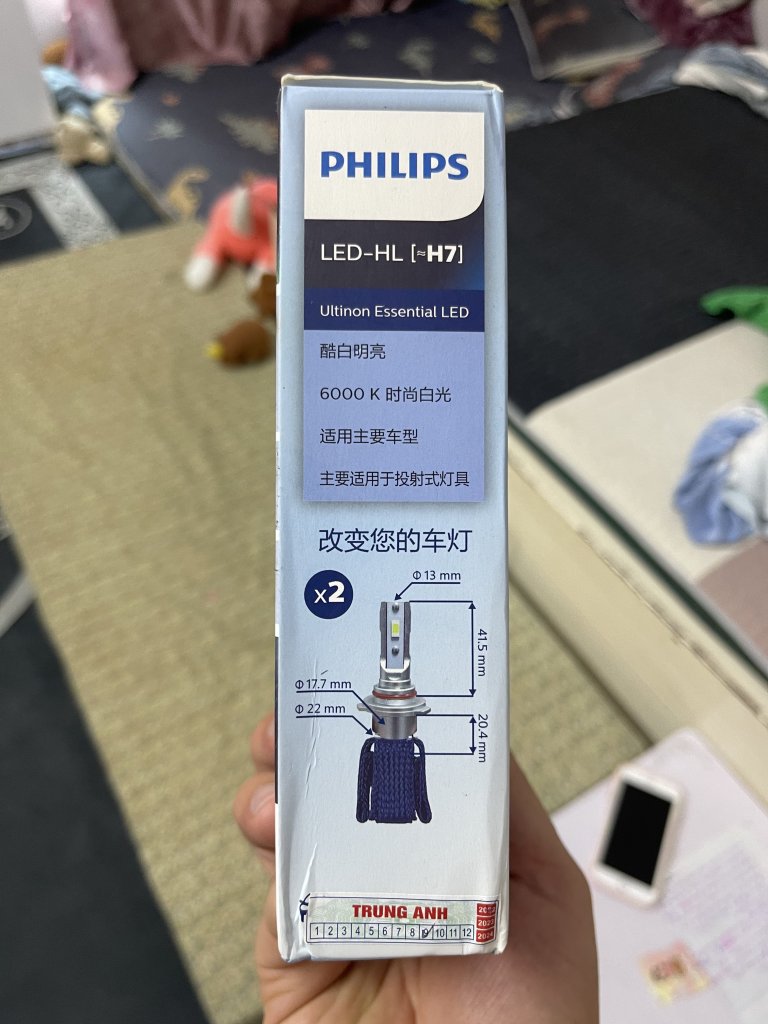 PHILIPS
LED-HL [≈H7]
Ultinon Essential LED
酷白明亮
6000 K 时尚白光
适用主要车型
主要适用于投射式灯具
改变您的车灯
x2
Φ 13 mm
41.5 mm
Φ 17.7 mm
Φ 22 mm
20.4 mm
TRUNG ANH
1 2 3 4 5 6 7 8 9 10 11 12
2023
2024